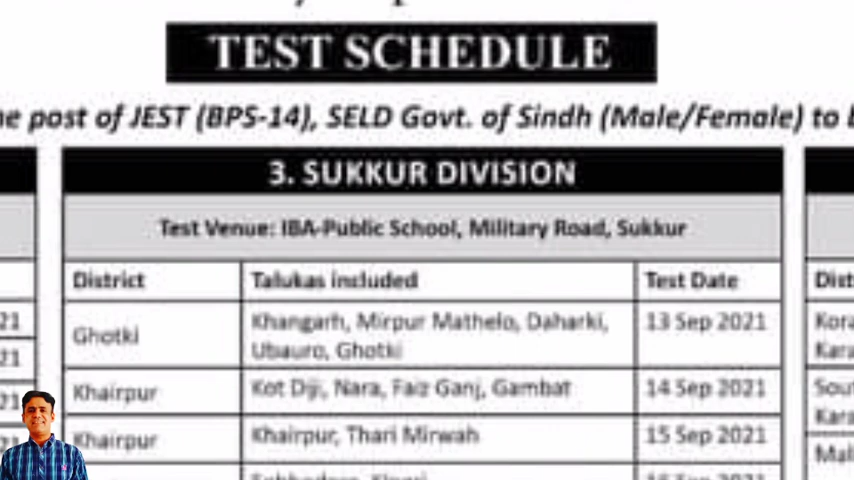 TEST SCHEDULE
post of JEST (BPS-14), SELD Govt. of Sindh (Male/Female) to
3. SUKKUR DIVISION
Test Venue: IBA-Public School, Military Road, Sukkur
District Talukas included Test Date
Ghotki Khangarh, Mirpur Mathelo, Daharki, 13 Sep 2021
Ubauro, Ghotki
Khairpur Kot Diji, Nara, Faiz Ganj, Gambat 14 Sep 2021
Khairpur Khairpur, Thari Mirwah 15 Sep 2021